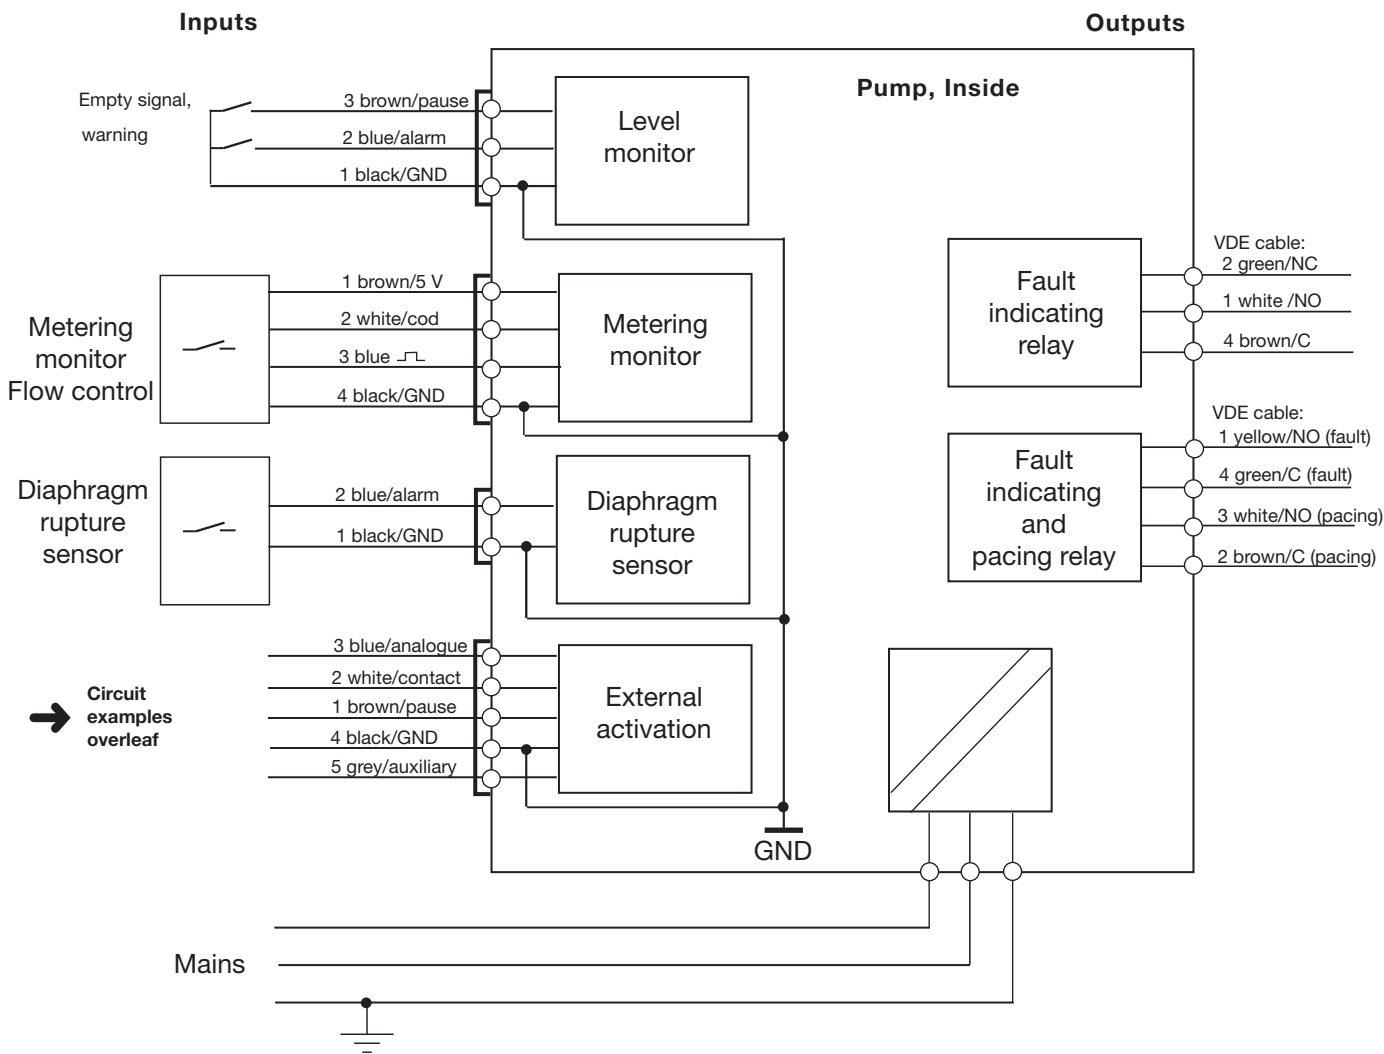 Inputs
Outputs
Pump, Inside
Empty signal,
warning
3 brown/pause
2 blue/alarm
1 black/GND
Level
monitor
Metering
monitor
Flow control
1 brown/5 V
2 white/cod
3 blue
4 black/GND
Metering
monitor
Diaphragm
rupture
sensor
2 blue/alarm
1 black/GND
Diaphragm
rupture
sensor
Circuit
examples
overleaf
3 blue/analogue
2 white/contact
1 brown/pause
4 black/GND
5 grey/auxiliary
External
activation
GND
Fault
indicating
relay
VDE cable:
2 green/NC
1 white /NO
4 brown/C
Fault
indicating
and
pacing relay
VDE cable:
1 yellow/NO (fault)
4 green/C (fault)
3 white/NO (pacing)
2 brown/C (pacing)
Mains